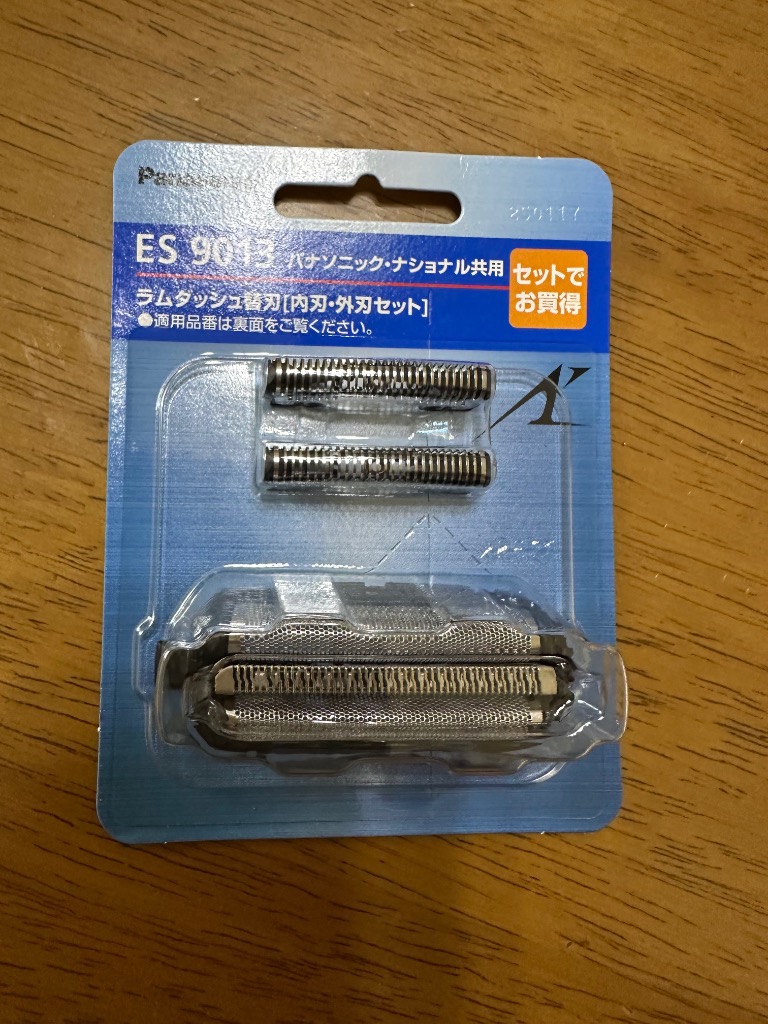 Panasonic
250117
ES 9013 パナソニック・ナショナル共用
セットで
お買得
ラムダッシュ替刃[内刃・外刃セット]
●適用品番は裏面をご覧ください。